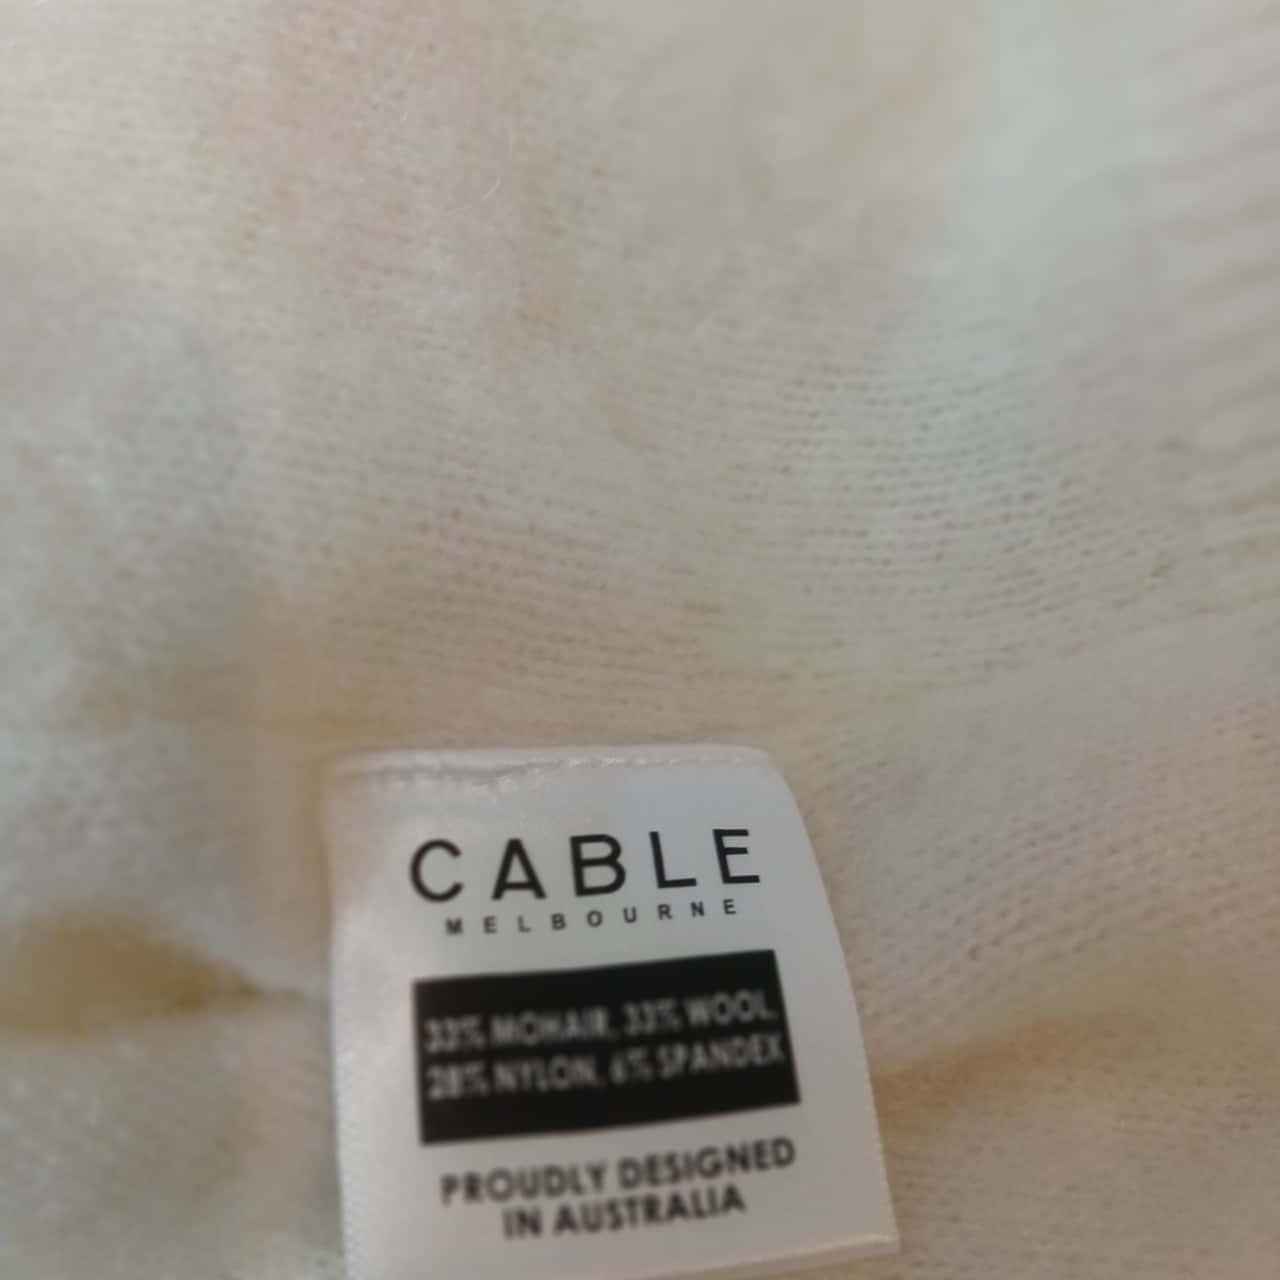 CABLE
MELBOURNE
33% MOHAIR, 33% WOOL,
28% NYLON, 6% SPANDEX
PROUDLY DESIGNED
IN AUSTRALIA